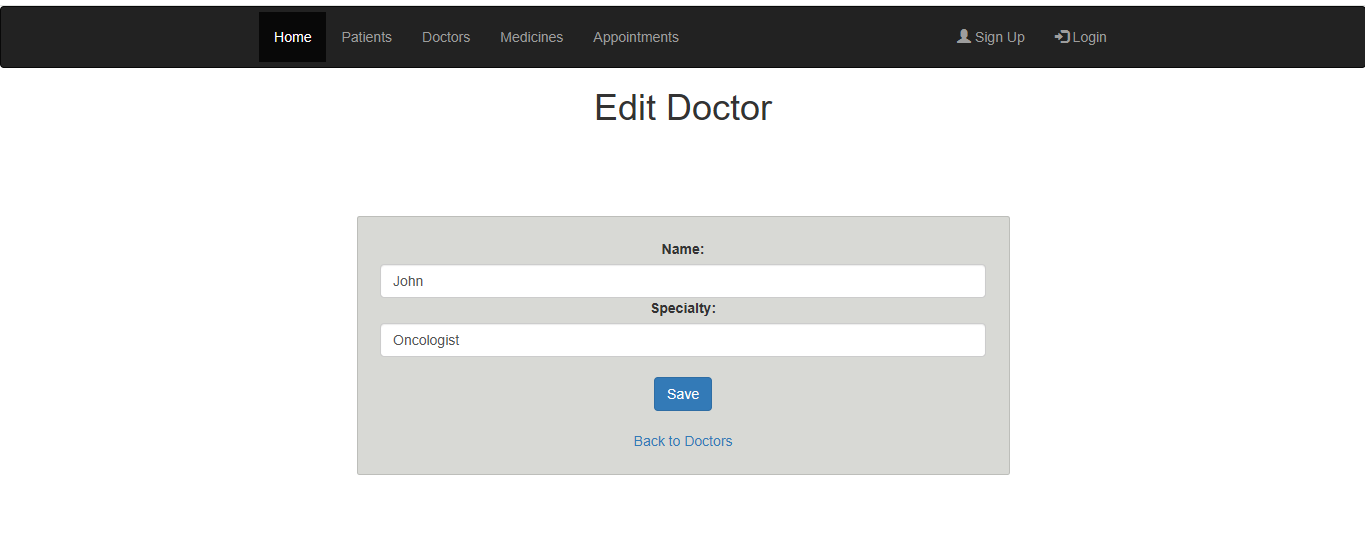 Home Patients Doctors Medicines Appointments Sign Up Login
Edit Doctor
Name:
John
Specialty:
Oncologist
Save
Back to Doctors